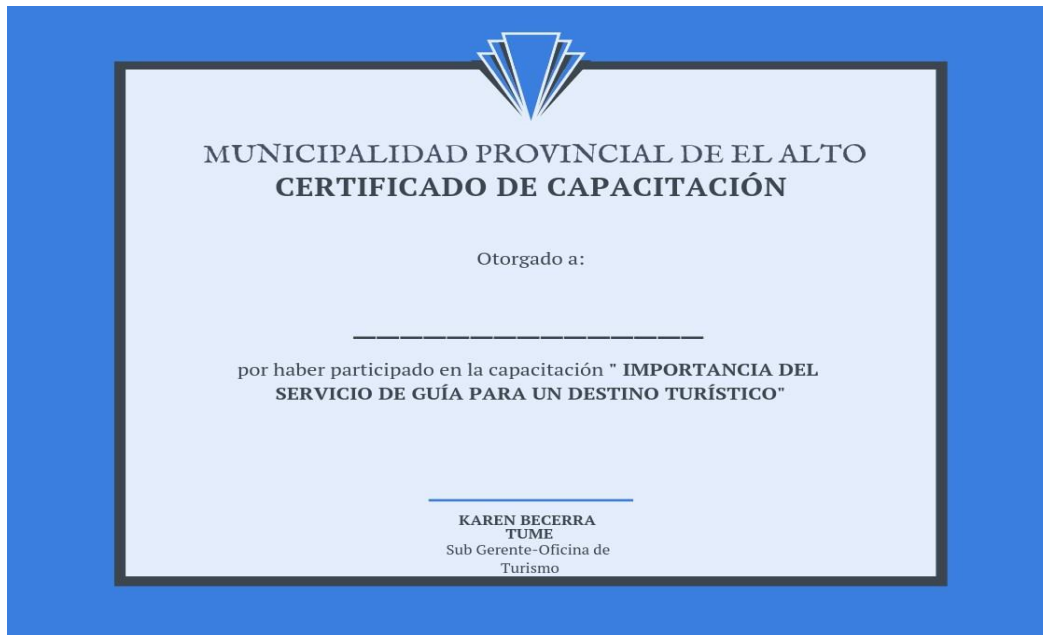 MUNICIPALIDAD PROVINCIAL DE EL ALTO
CERTIFICADO DE CAPACITACIÓN
Otorgado a:
_______________
por haber participado en la capacitación " IMPORTANCIA DEL
SERVICIO DE GUÍA PARA UN DESTINO TURÍSTICO"
KAREN BECERRA
TUME
Sub Gerente-Oficina de
Turismo